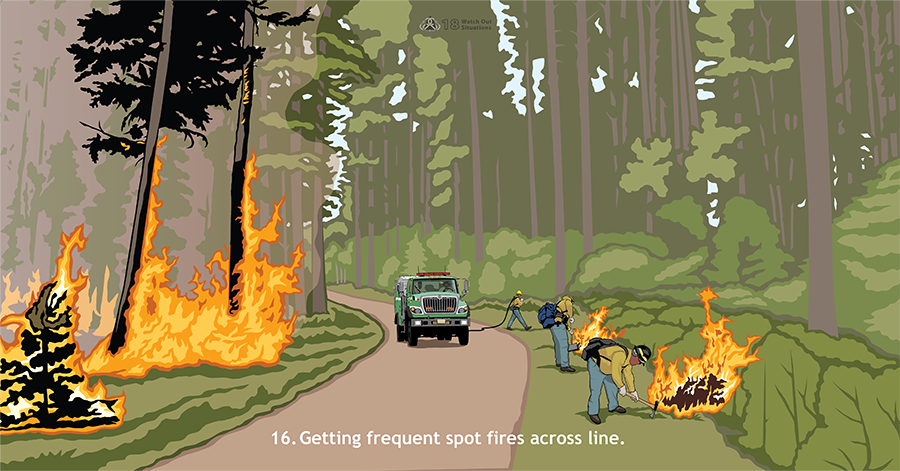 18 Watch Out
Situations
16. Getting frequent spot fires across line.